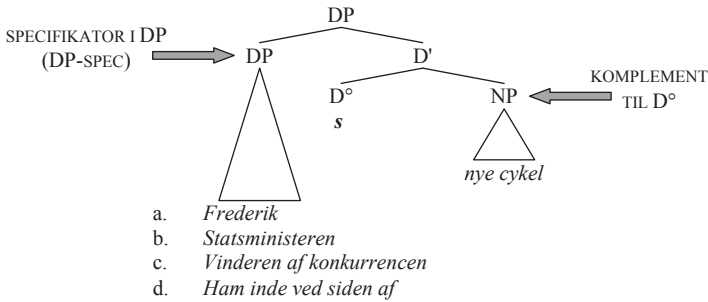 DP
SPECIFIKATOR I DP
(DP-SPEC)
DP
D'
KOMPLEMENT
TIL D°
D°
NP
s
nye cykel
a. Frederik
b. Statsministeren
c. Vinderen af konkurrencen
d. Ham inde ved siden af